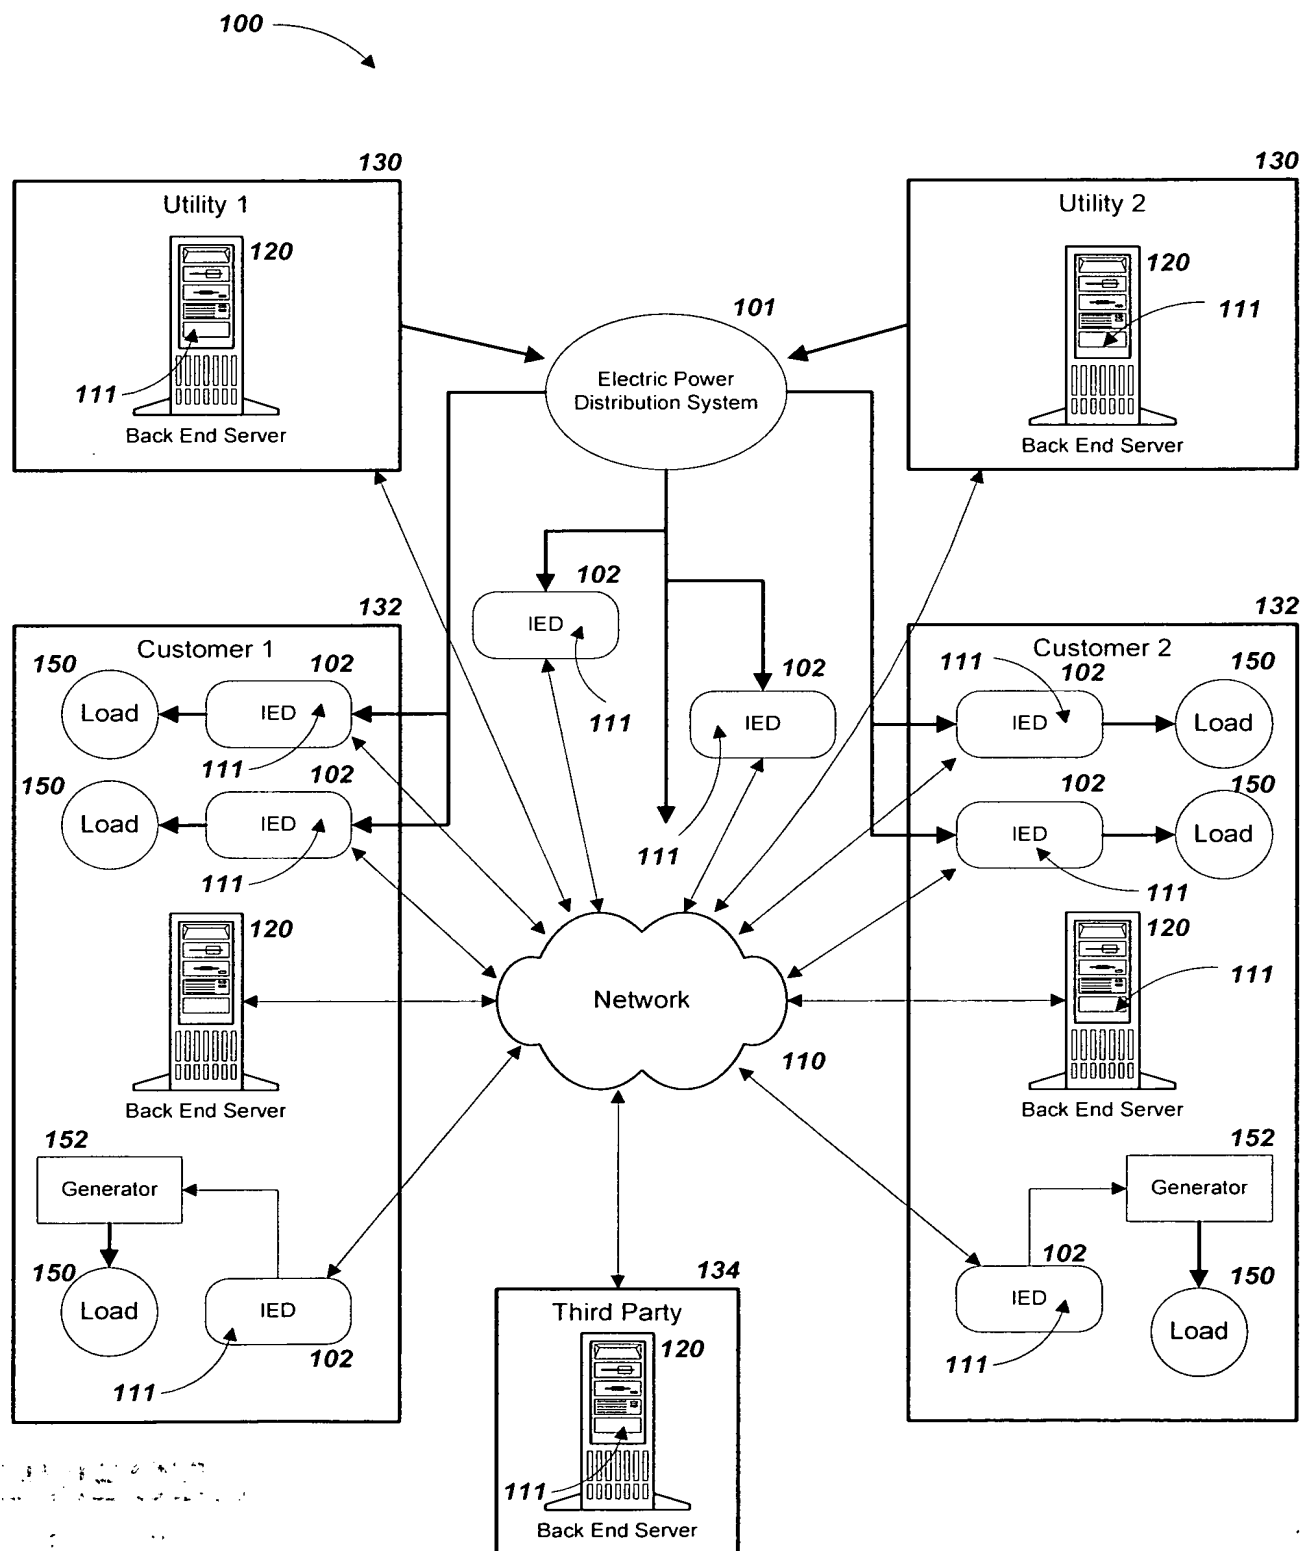 100
130
130
Utility 1
Utility 2
120
120
111
111
Back End Server
Back End Server
101
Electric Power
Distribution System
102
IED
111
102
IED
111
132
132
Customer 1
Customer 2
150
102
Load
IED
111
150
102
Load
IED
111
111
102
150
IED
Load
102
150
IED
Load
111
120
Back End Server
120
111
Back End Server
Network
110
152
Generator
150
Load
IED
102
111
152
Generator
102
IED
111
150
Load
134
Third Party
120
111
Back End Server